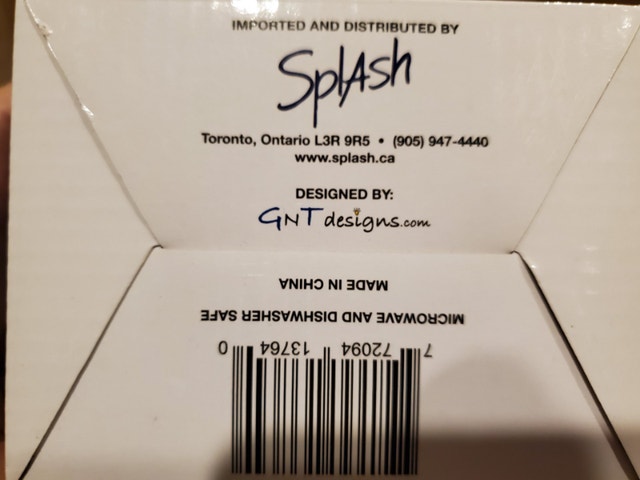 IMPORTED AND DISTRIBUTED BY
Splash
Toronto, Ontario L3R 9R5 • (905) 947-4440
www.splash.ca
DESIGNED BY:
GNT designs.com
MADE IN CHINA
MICROWAVE AND DISHWASHER SAFE
7 72094 13764 0